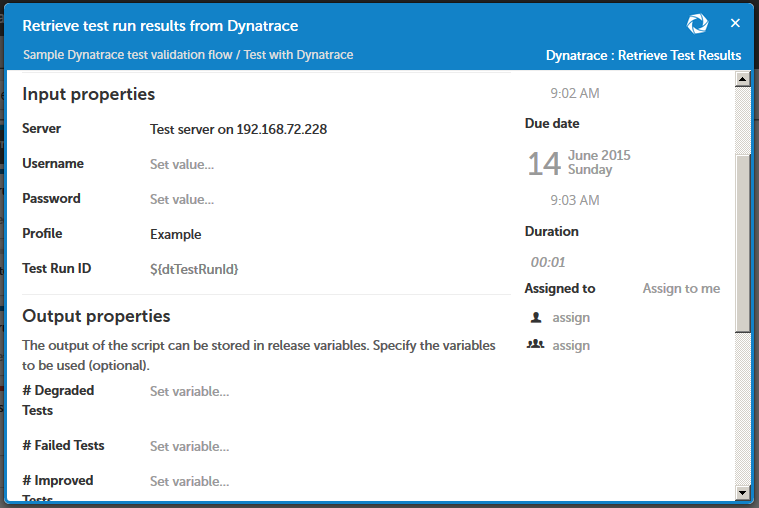 Retrieve test run results from Dynatrace
Sample Dynatrace test validation flow / Test with Dynatrace
Dynatrace : Retrieve Test Results
Input properties
Server
Test server on 192.168.72.228
Username
Set value...
Password
Set value...
Profile
Example
Test Run ID
${dtTestRunId}
Output properties
The output of the script can be stored in release variables. Specify the variables
to be used (optional).
# Degraded
Tests
Set variable...
# Failed Tests
Set variable...
# Improved
Tests
Set variable...
9:02 AM
Due date
14
June 2015
Sunday
9:03 AM
Duration
00:01
Assigned to
Assign to me
assign
assign